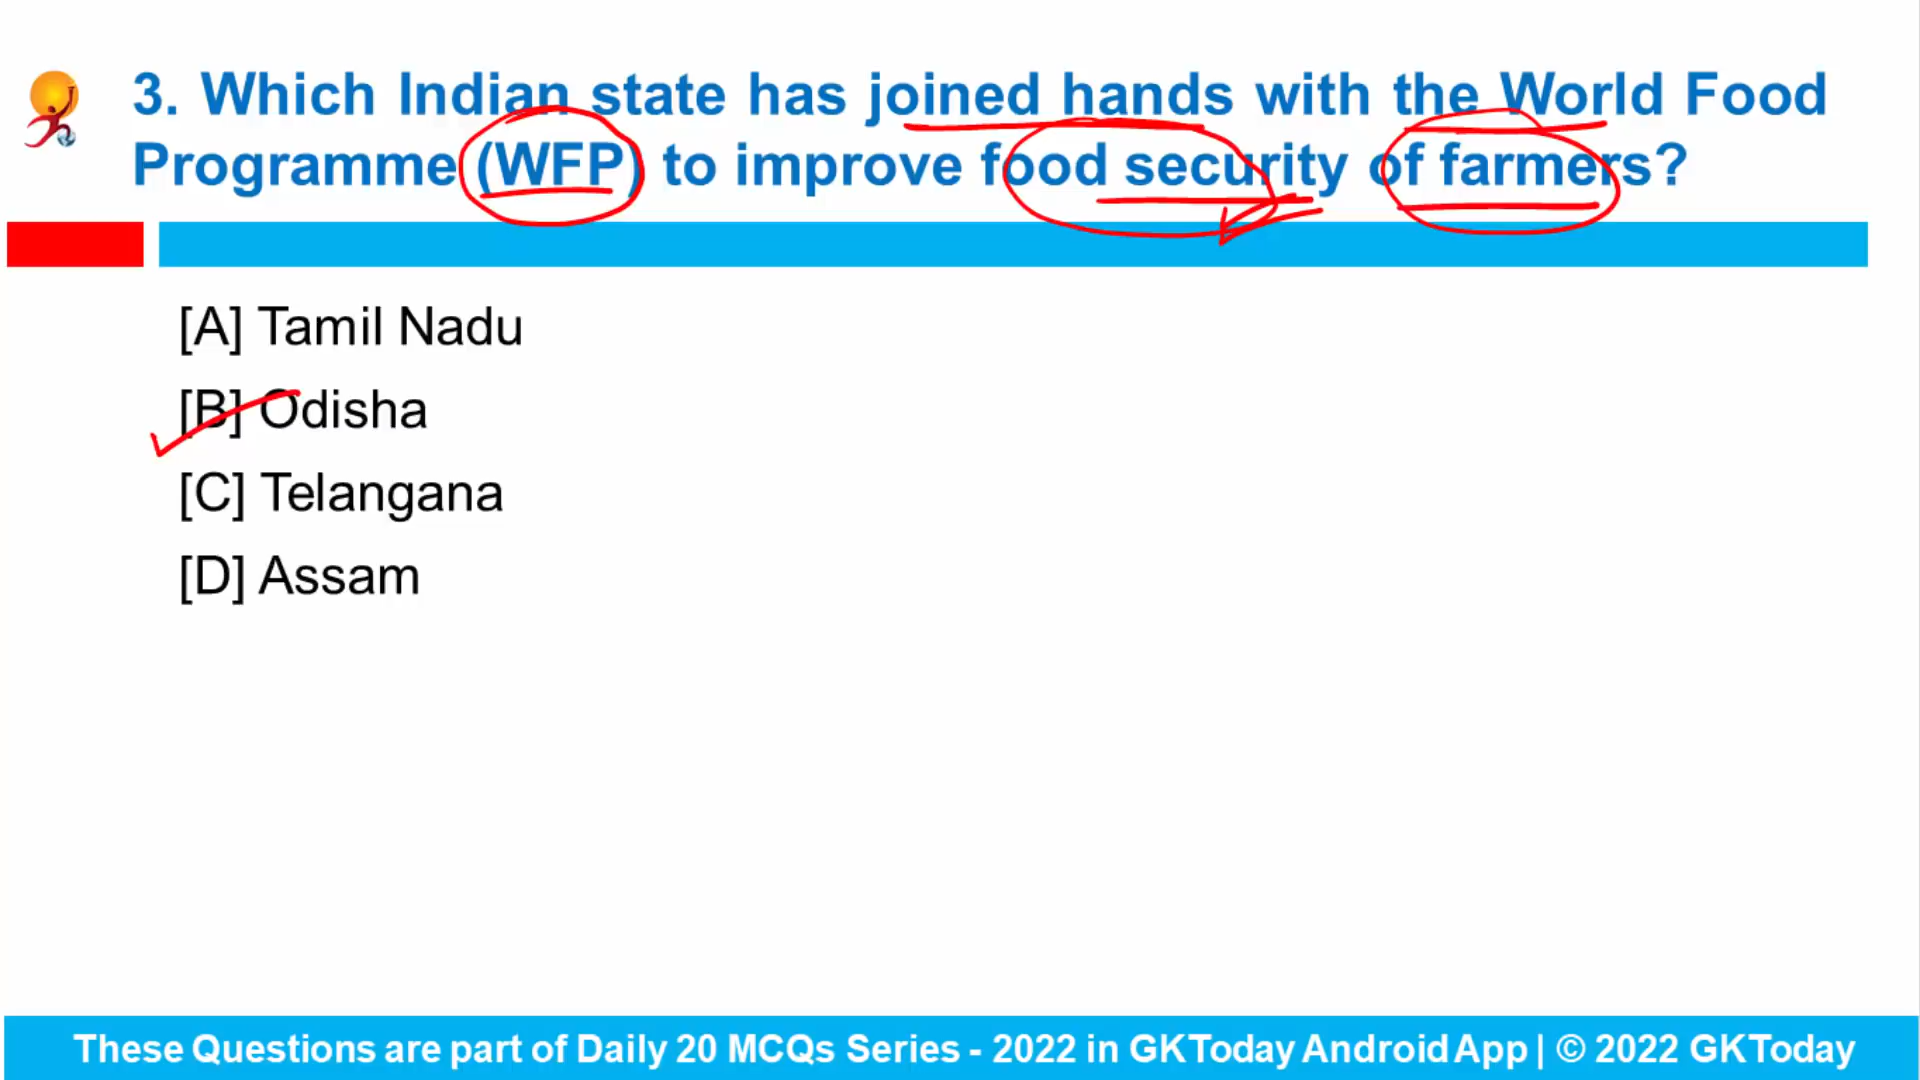 3. Which Indian state has joined hands with the World Food
Programme (WFP) to improve food security of farmers?
[A] Tamil Nadu
[B] Odisha
[C] Telangana
[D] Assam
These Questions are part of Daily 20 MCQs Series - 2022 in GKToday Android App | © 2022 GKToday